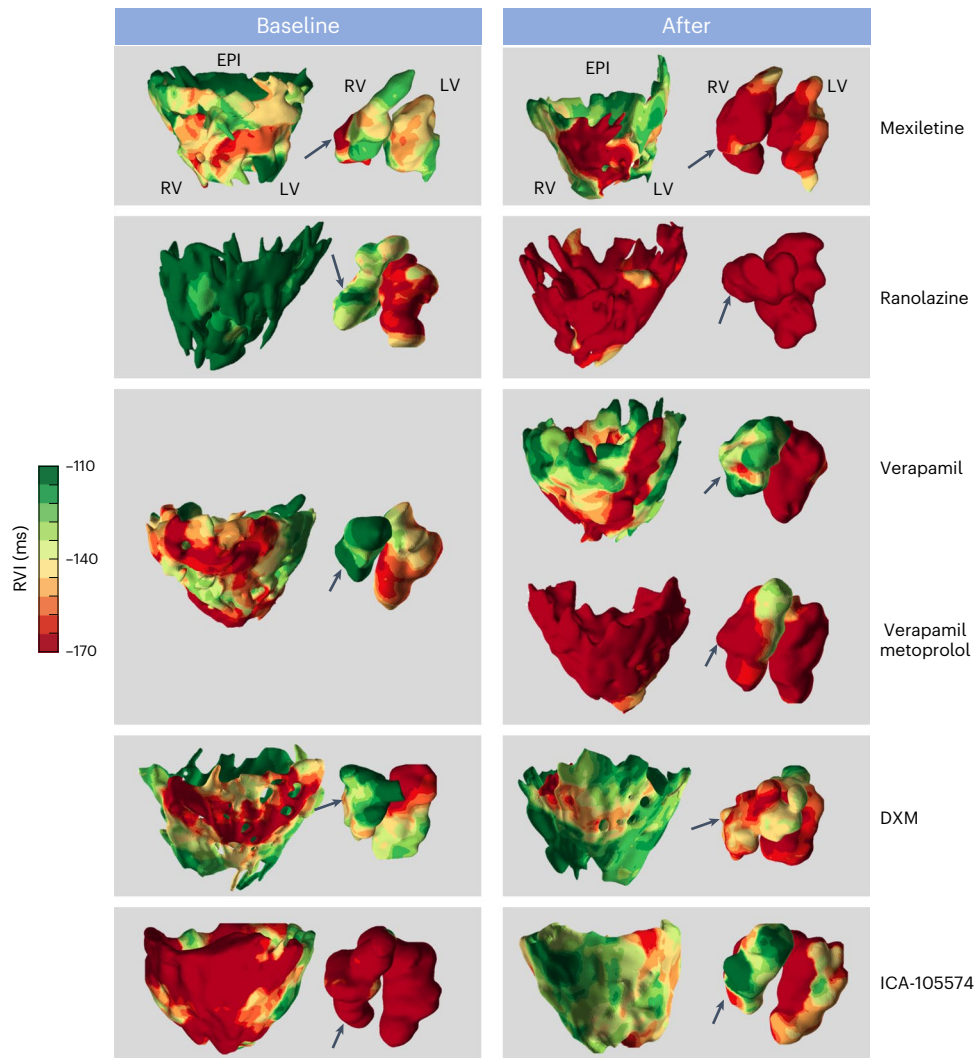 Baseline
After
EPI
RV
LV
RV
LV
EPI
RV
LV
RV
LV
Mexiletine
Ranolazine
Verapamil
RVI (ms)
−110
−140
−170
Verapamil
metoprolol
DXM
ICA-105574